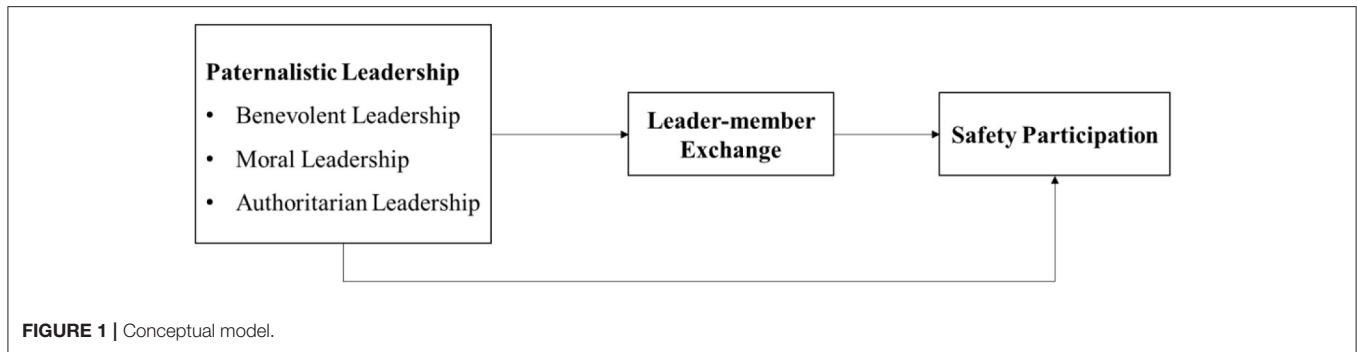 Paternalistic Leadership
• Benevolent Leadership
• Moral Leadership
• Authoritarian Leadership
Leader-member
Exchange
Safety Participation
FIGURE 1 | Conceptual model.